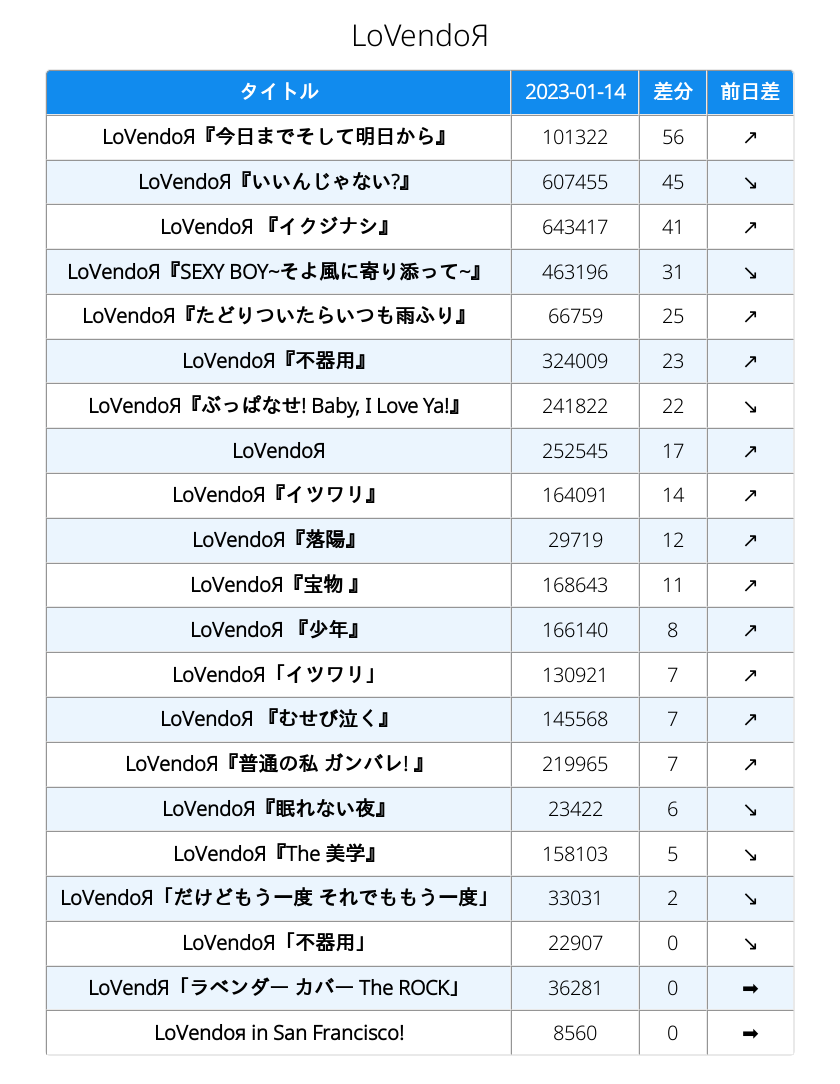 LoVendoЯ
タイトル 2023-01-14 差分 前日差
LoVendoЯ『今日までそして明日から』 101322 56 ↗
LoVendoЯ『いいんじゃない?』 607455 45 ↘
LoVendoЯ 『イクジナシ』 643417 41 ↗
LoVendoЯ『SEXY BOY~そよ風に寄り添って~』 463196 31 ↘
LoVendoЯ『たどりついたらいつも雨ふり』 66759 25 ↗
LoVendoЯ『不器用』 324009 23 ↗
LoVendoЯ『ぶっぱなせ! Baby, I Love Ya!』 241822 22 ↘
LoVendoЯ 252545 17 ↗
LoVendoЯ『イツワリ』 164091 14 ↗
LoVendoЯ『落陽』 29719 12 ↗
LoVendoЯ『宝物 』 168643 11 ↗
LoVendoЯ 『少年』 166140 8 ↗
LoVendoЯ「イツワリ」 130921 7 ↗
LoVendoЯ 『むせび泣く』 145568 7 ↗
LoVendoЯ『普通の私 ガンバレ! 』 219965 7 ↗
LoVendoЯ『眠れない夜』 23422 6 ↘
LoVendoЯ『The 美学』 158103 5 ↘
LoVendoЯ「だけどもう一度 それでももう一度」 33031 2 ↘
LoVendoЯ「不器用」 22907 0 ↘
LoVendЯ「ラベンダー カバー The ROCK」 36281 0 ➡
LoVendoя in San Francisco! 8560 0 ➡